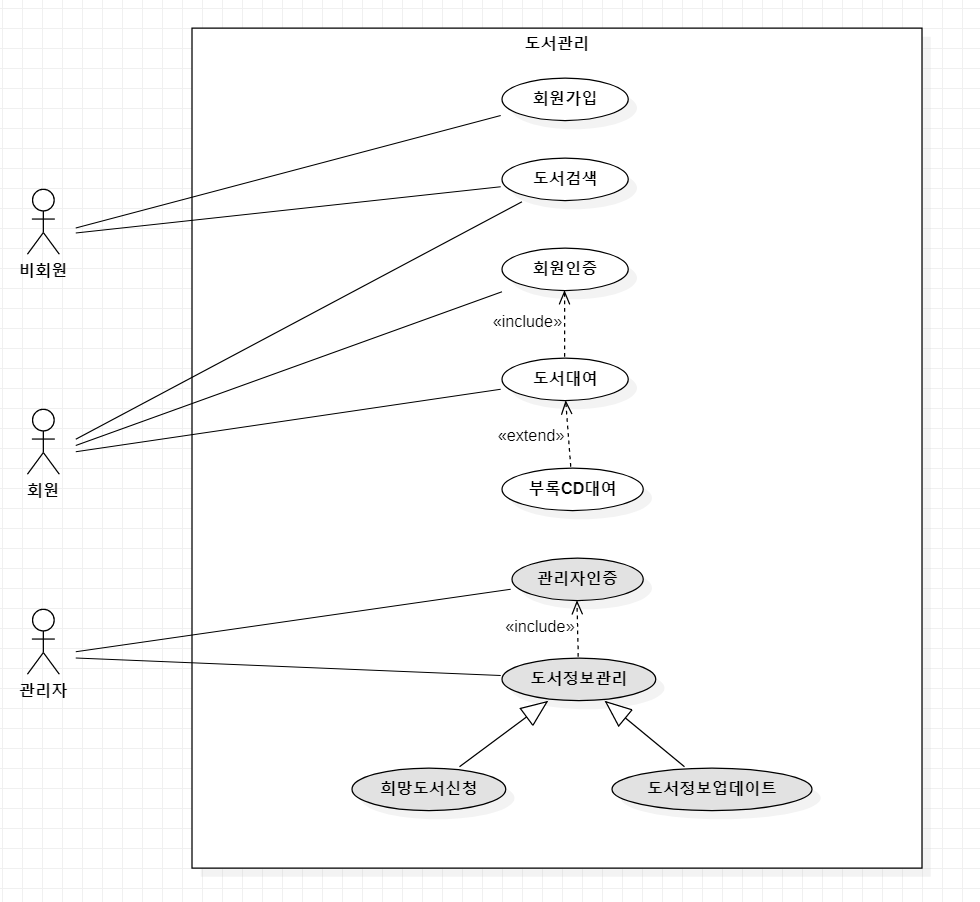 도서관리
회원가입
도서검색
비회원
회원인증
«include»
도서대여
«extend»
회원
부록CD대여
관리자인증
«include»
도서정보관리
관리자
희망도서신청
도서정보업데이트